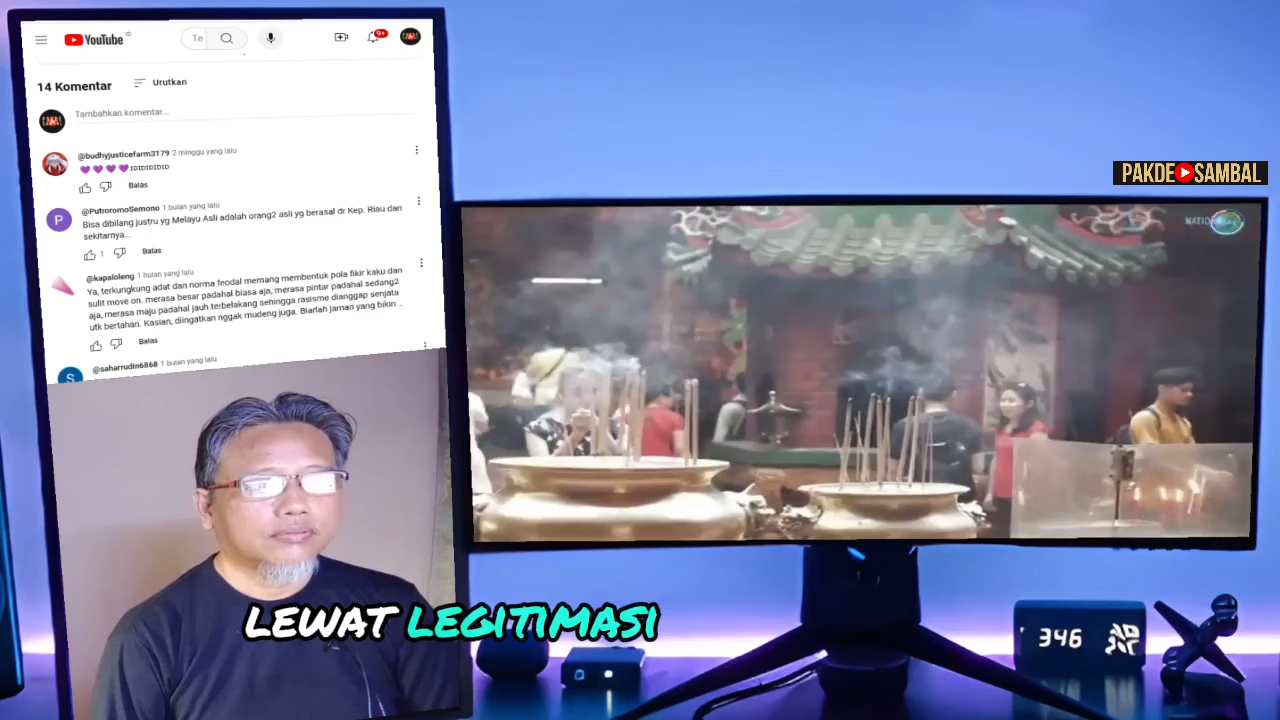 YouTube ID
Te
9+
14 Komentar
Urutkan
Tambahkan komentar...
@budhyjusticefarm3179 2 minggu yang lalu
💜💜💜💜IDIDIDIDID
Balas
P
@PutroromoSemono 1 bulan yang lalu
Bisa dibilang justru yg Melayu Asli adalah orang2 asli yg berasal dr Kep. Riau dan
sekitarnya...
1
Balas
@kapaloleng 1 bulan yang lalu
Ya, terkungkung adat dan norma feodal memang membentuk pola fikir kaku dan
sulit move on. merasa besar padahal biasa aja, merasa pintar padahal sedang2
aja, merasa maju padahal jauh terbelakang sehingga rasisme dianggap senjata
utk bertahan. Kasian, diingatkan nggak mudeng juga. Biarlah jaman yang bikin ..
Balas
S
@saharrudin6868 1 bulan yang lalu
PAKDE SAMBAL
LEWAT LEGITIMASI
346